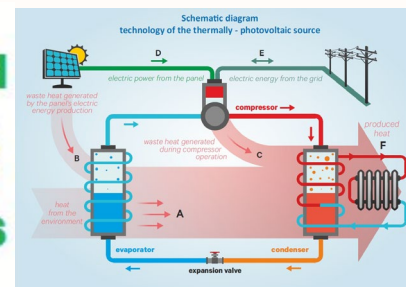 Schematic diagram
technology of the thermally - photovoltaic source
D
E
electric power from the panel
electric energy from the grid
waste heat generated
by the panel's electric
energy production
compressor
produced
heat
F
waste heat generated
during compressor
operation
B
C
heat
from the
environment
A
evaporator
condenser
expansion valve